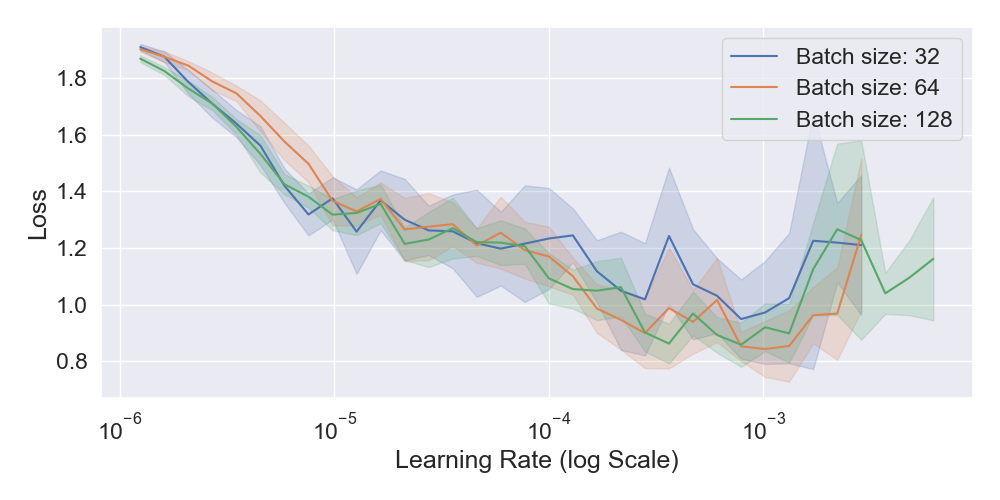 Batch size: 32
Batch size: 64
Batch size: 128
1.8
1.6
1.4
1.2
1.0
0.8
Loss
10⁻⁶
10⁻⁵
10⁻⁴
10⁻³
Learning Rate (log Scale)